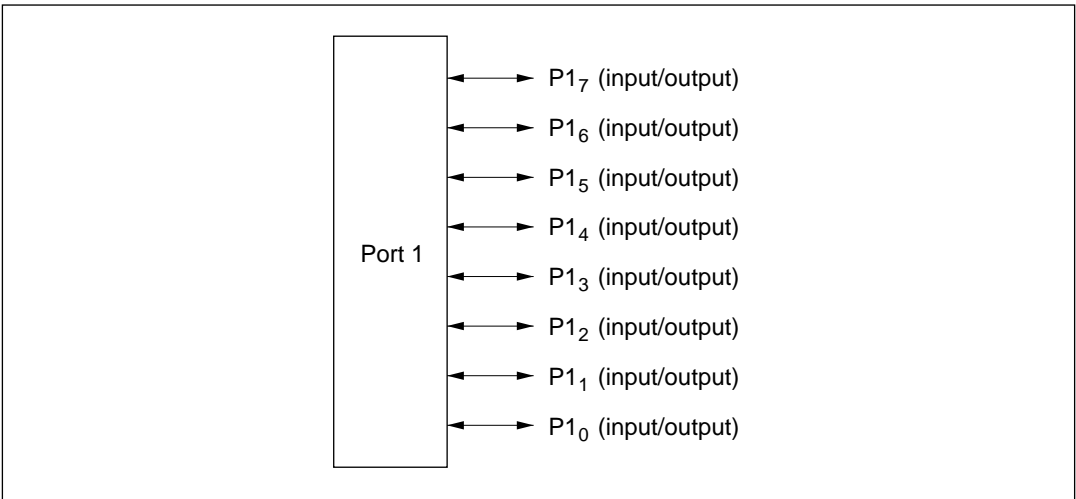 P1₇ (input/output)
P1₆ (input/output)
P1₅ (input/output)
P1₄ (input/output)
Port 1
P1₃ (input/output)
P1₂ (input/output)
P1₁ (input/output)
P1₀ (input/output)